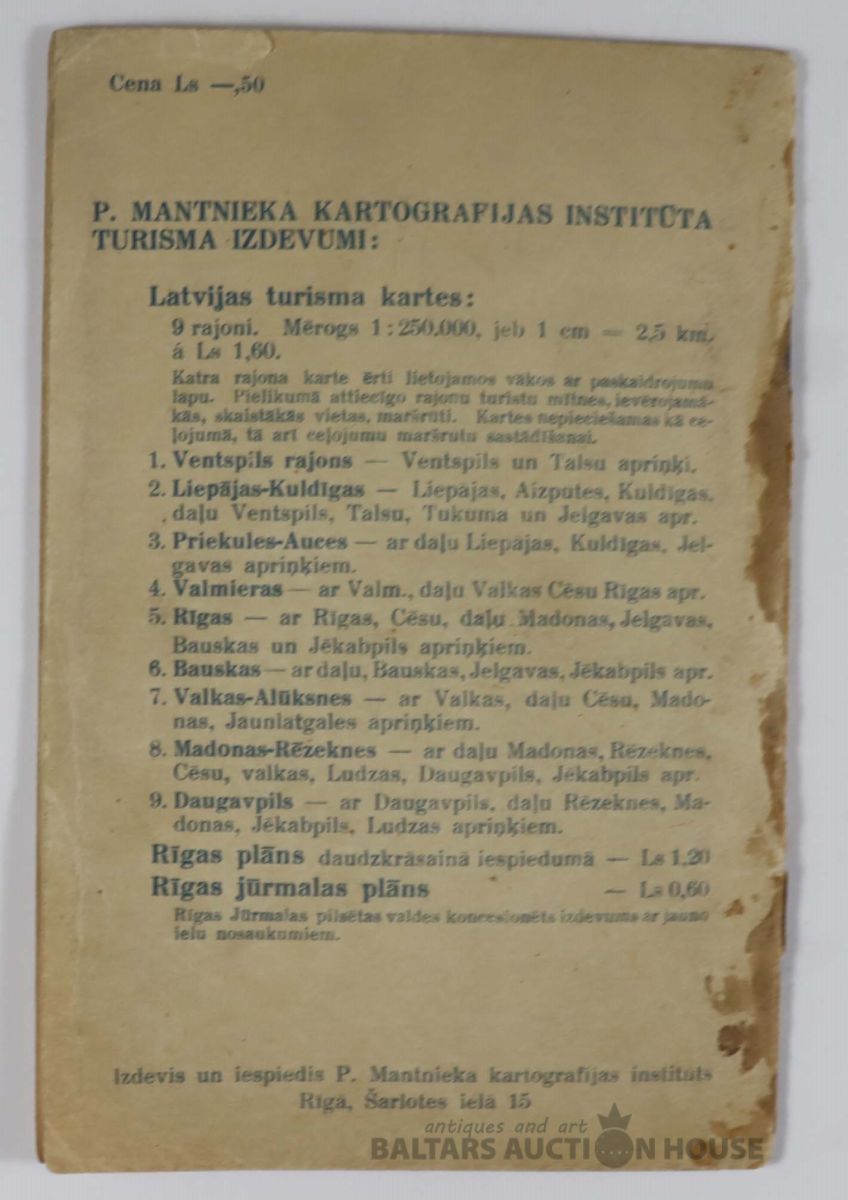 Cena Ls —,50
P. MANTNIEKA KARTOGRAFIJAS INSTITŪTA
TURISMA IZDEVUMI:
Latvijas turisma kartes:
9 rajoni. Mērogs 1:250.000, jeb 1 cm = 2,5 km,
á Ls 1,60.
Katra rajona karte ērti lietojamos vākos ar paskaidrojumu
lapu. Pielikumā attiecīgo rajonu turistu mītnes, ievērojamā-
kās, skaistākās vietas, maršruti. Kartes nepieciešamas kā ce-
ļojumā, tā arī ceļojumu maršrutu sastādīšanai.
1. Ventspils rajons — Ventspils un Talsu apriņķi.
2. Liepājas-Kuldīgas — Liepājas, Aizputes, Kuldīgas,
daļu Ventspils, Talsu, Tukuma un Jelgavas apr.
3. Priekules-Auces — ar daļu Liepājas, Kuldīgas, Jel-
gavas apriņķiem.
4. Valmieras — ar Valm., daļu Valkas Cēsu Rīgas apr.
5. Rīgas — ar Rīgas, Cēsu, daļu Madonas, Jelgavas,
Bauskas un Jēkabpils apriņķiem.
6. Bauskas — ar daļu, Bauskas, Jelgavas, Jēkabpils apr.
7. Valkas-Alūksnes — ar Valkas, daļu Cēsu, Mado-
nas, Jaunlatgales apriņķiem.
8. Madonas-Rēzeknes — ar daļu Madonas, Rēzeknes,
Cēsu, valkas, Ludzas, Daugavpils, Jēkabpils apr.
9. Daugavpils — ar Daugavpils, daļu Rēzeknes, Ma-
donas, Jēkabpils, Ludzas apriņķiem.
Rīgas plāns daudzkrāsainā iespiedumā — Ls 1,20
Rīgas jūrmalas plāns — Ls 0,60
Rīgas Jūrmalas pilsētas valdes koncesionēts izdevums ar jauno
ielu nosaukumiem.
Izdevis un iespiedis P. Mantnieka kartografijas institūts
Rīgā, Šarlotes ielā 15
antiques and art
BALTARS AUCTION HOUSE